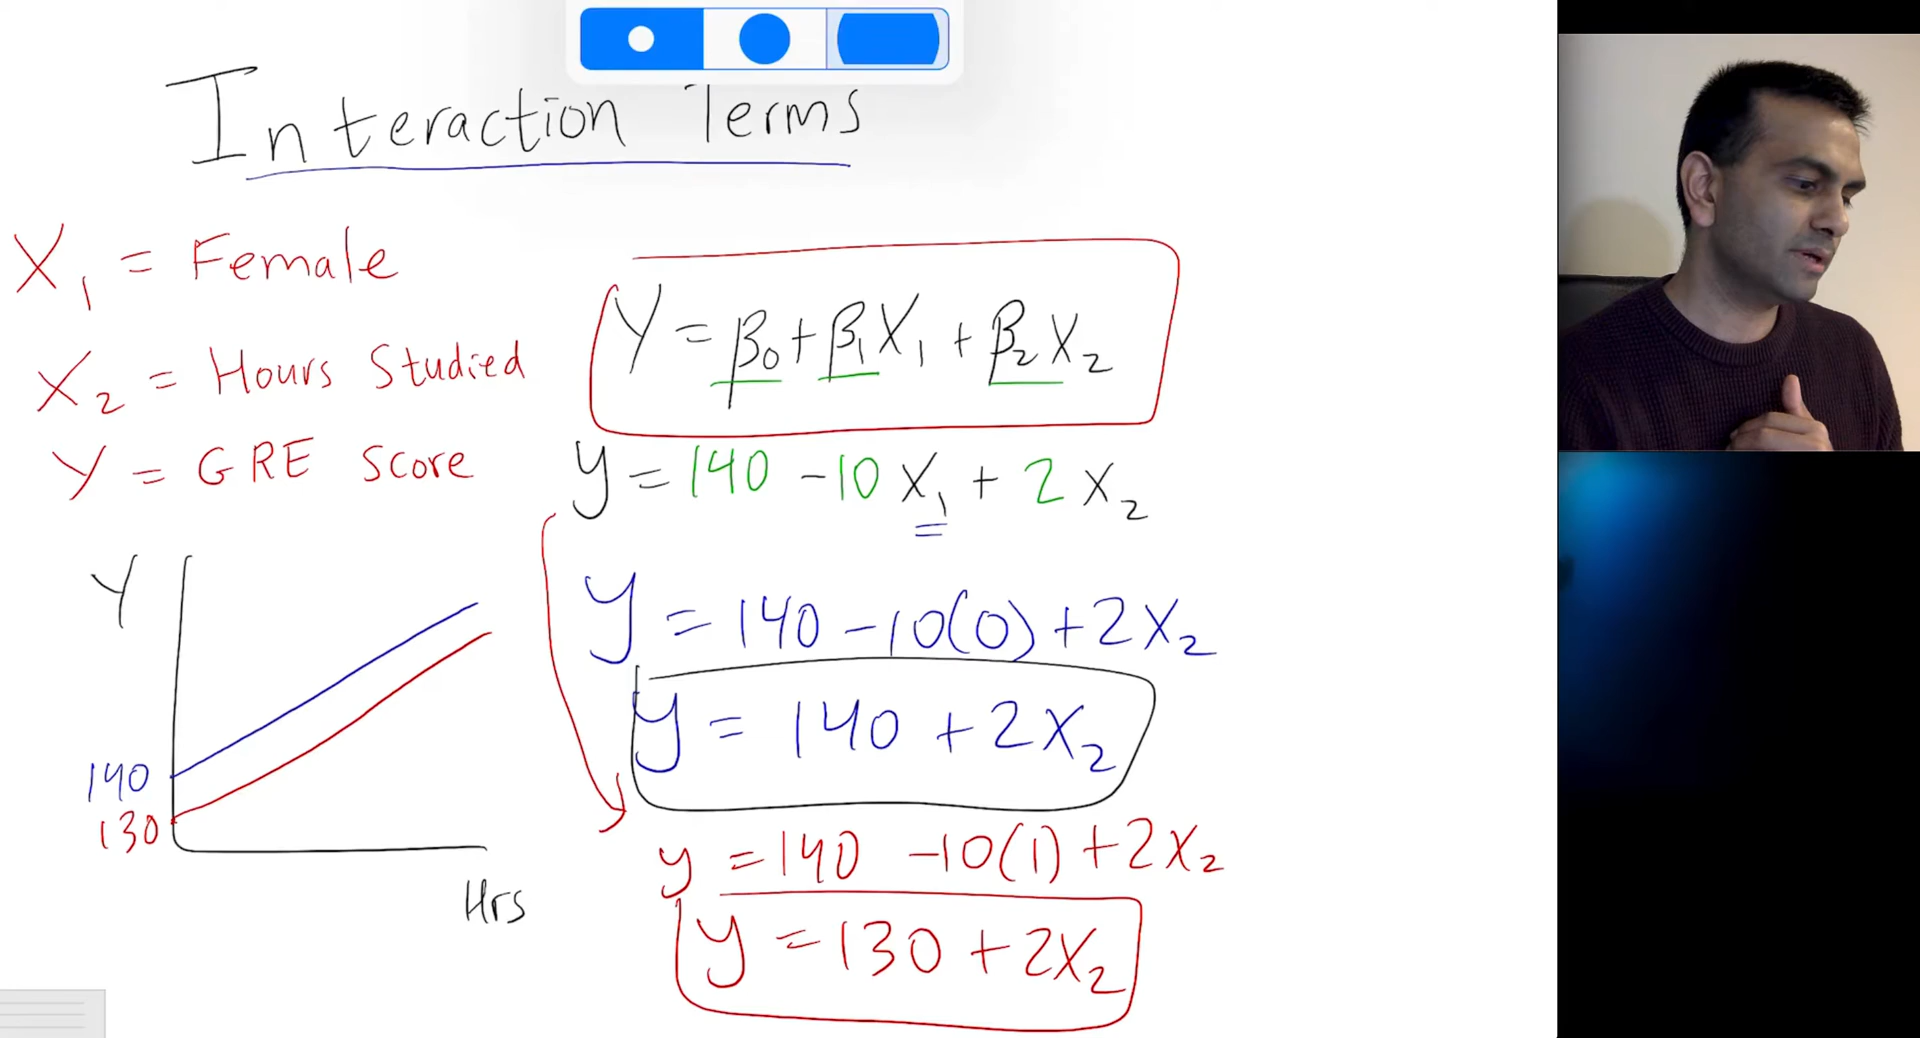 Interaction Terms
X₁ = Female
X₂ = Hours Studied
Y = GRE Score
Y = β₀ + β₁X₁ + β₂X₂
y = 140 -10X₁ + 2X₂
y = 140 -10(0) +2X₂
y = 140 +2X₂
y = 140 -10(1) +2X₂
y = 130 +2X₂
Y
140
130
Hrs